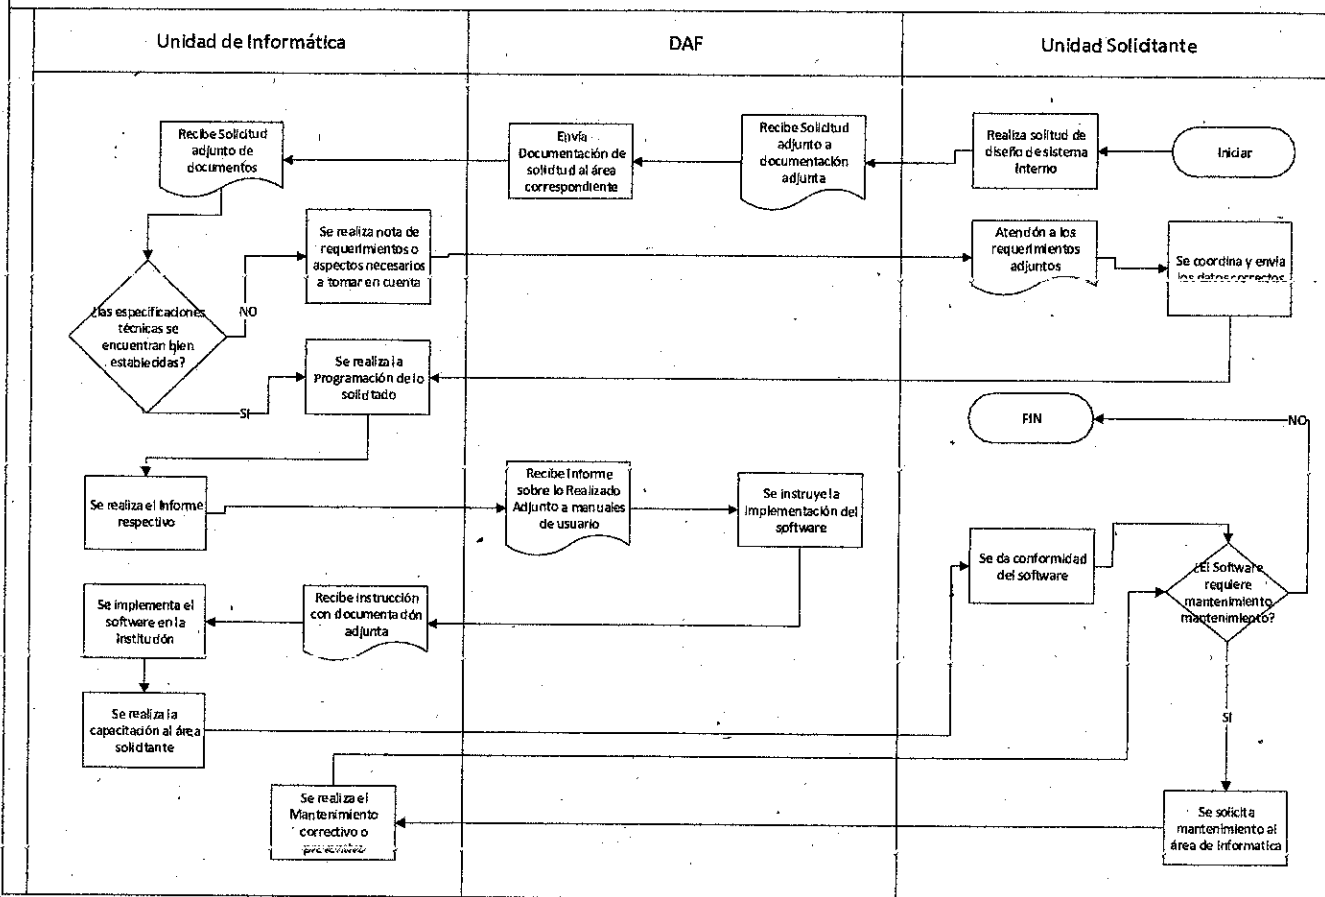 Unidad de Informática
DAF
Unidad Solicitante
Iniciar
Realiza solitud de
diseño de sistema
Interno
Recibe Solicitud
adjunto a
documentación
adjunta
Envía
Documentación de
solicitud al área
correspondiente
Recibe Solicitud
adjunto de
documentos
¿las especificaciones
técnicas se
encuentran bien
establecidas?
NO
Se realiza nota de
requerimientos o
aspectos necesarios
a tomar en cuenta
Atención a los
requerimientos
adjuntos
Se coordina y envía
los datos correctos
SI
Se realiza la
Programación de lo
solicitado
FIN
NO
Se realiza el Informe
respectivo
Recibe Informe
sobre lo Realizado
Adjunto a manuales
de usuario
Se instruye la
Implementación del
software
Se da conformidad
del software
¿El Software
requiere
mantenimiento
mantenimiento?
Se implementa el
software en la
Institución
Recibe Instrucción
con documentación
adjunta
Se realiza la
capacitación al área
solicitante
SI
Se realiza el
Mantenimiento
correctivo o
Se solicita
mantenimiento al
área de Informatica